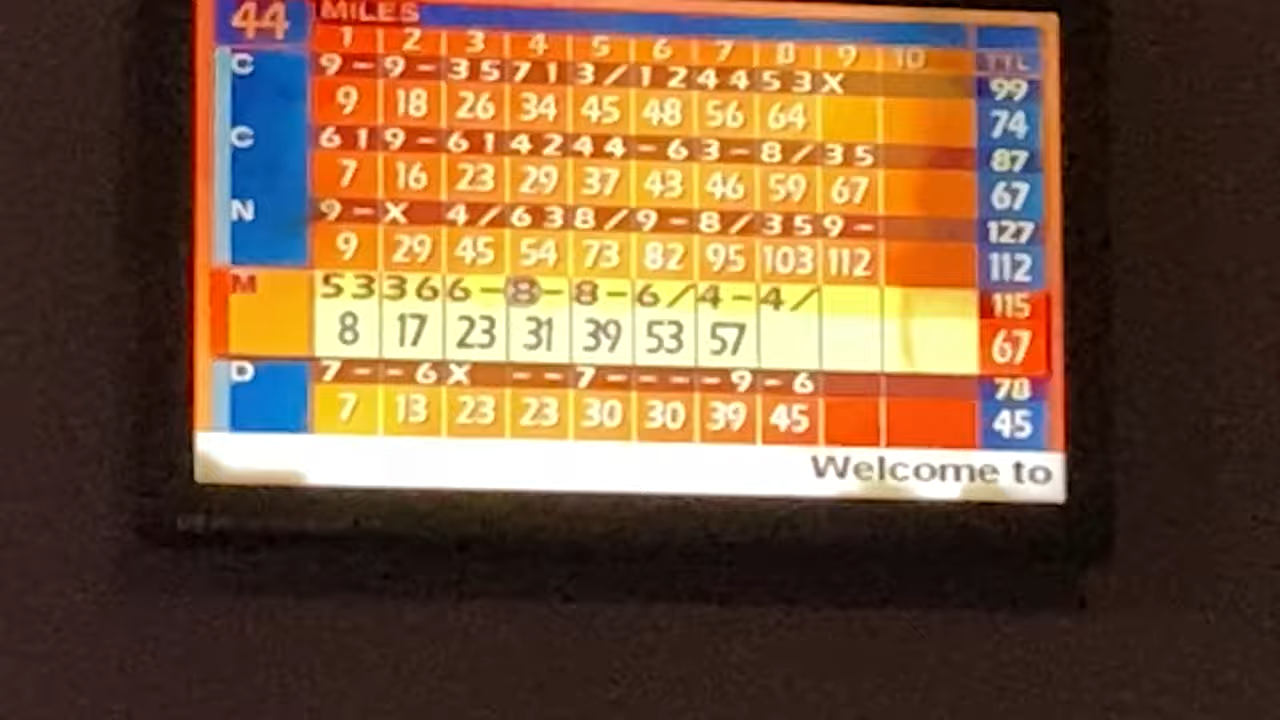 44 MILES
1 2 3 4 5 6 7 8 9 10 TTL
C 9 - 9 - 3 5 7 1 3 / 1 2 4 4 5 3 X 99
9 18 26 34 45 48 56 64 74
C 6 1 9 - 6 1 4 2 4 4 - 6 3 - 8 / 3 5 87
7 16 23 29 37 43 46 59 67 67
N 9 - X 4 / 6 3 8 / 9 - 8 / 3 5 9 - 127
9 29 45 54 73 82 95 103 112 112
M 5 3 3 6 6 - 8 - 8 - 6 / 4 - 4 / 115
8 17 23 31 39 53 57 67
D 7 - - 6 X - - 7 - - - - 9 - 6 78
7 13 23 23 30 30 39 45 45
Welcome to